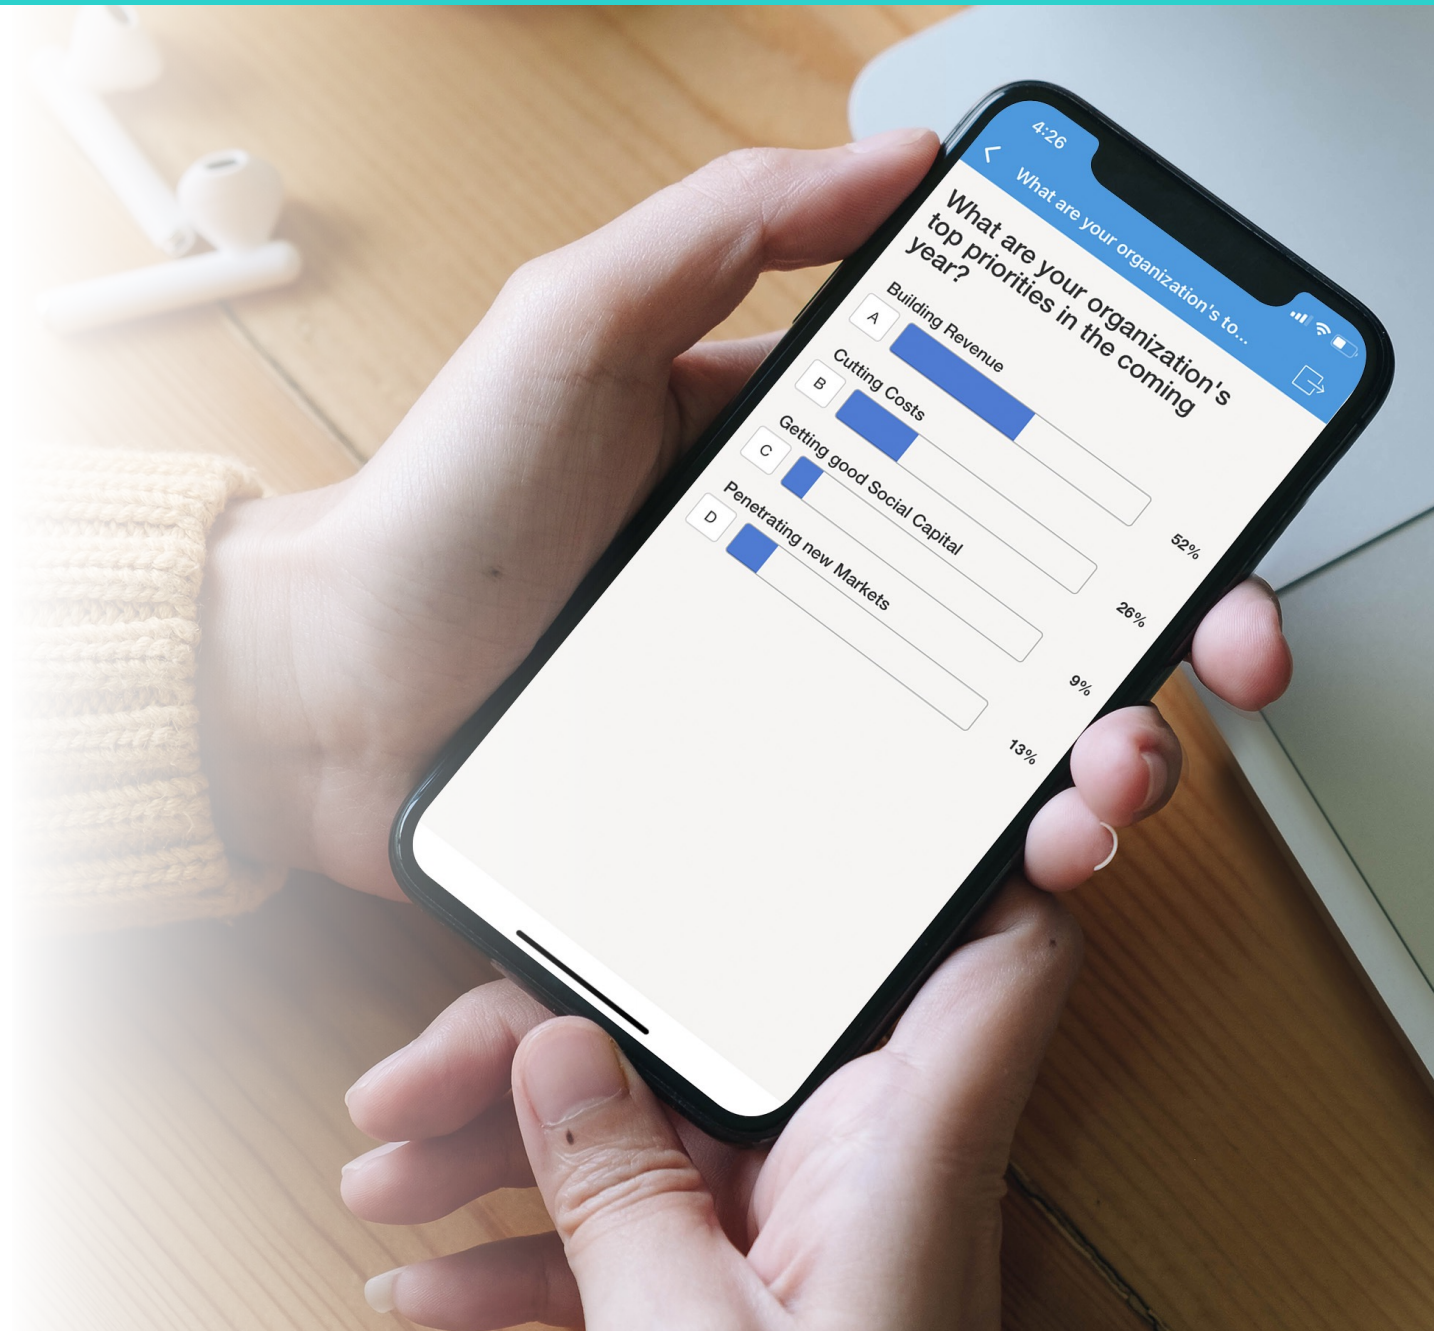 4:26
What are your organization's to...
What are your organization's
top priorities in the coming
year?
Building Revenue
A
52%
Cutting Costs
B
26%
Getting good Social Capital
C
9%
Penetrating new Markets
D
13%